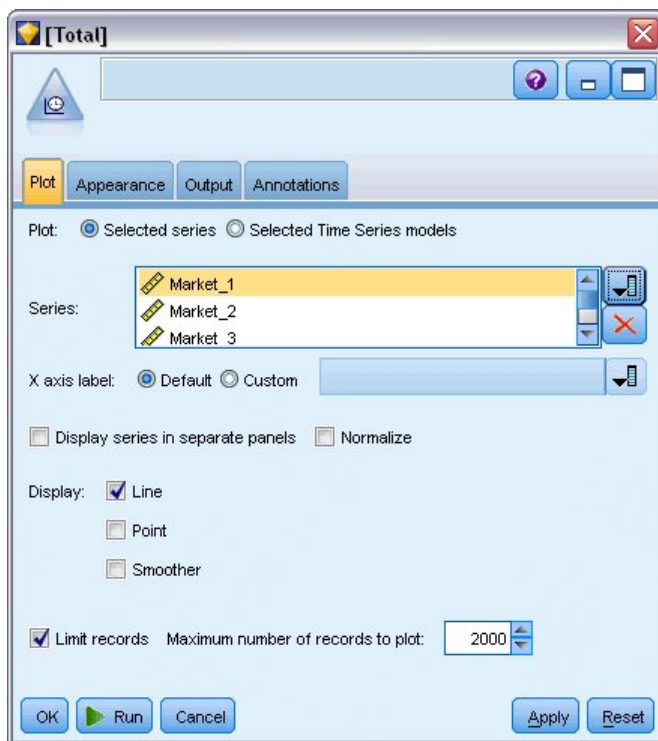 [Total]
Plot Appearance Output Annotations
Plot: Selected series Selected Time Series models
Series:
Market_1
Market_2
Market_3
X axis label: Default Custom
Display series in separate panels Normalize
Display: Line
Point
Smoother
Limit records Maximum number of records to plot: 2000
OK Run Cancel Apply Reset